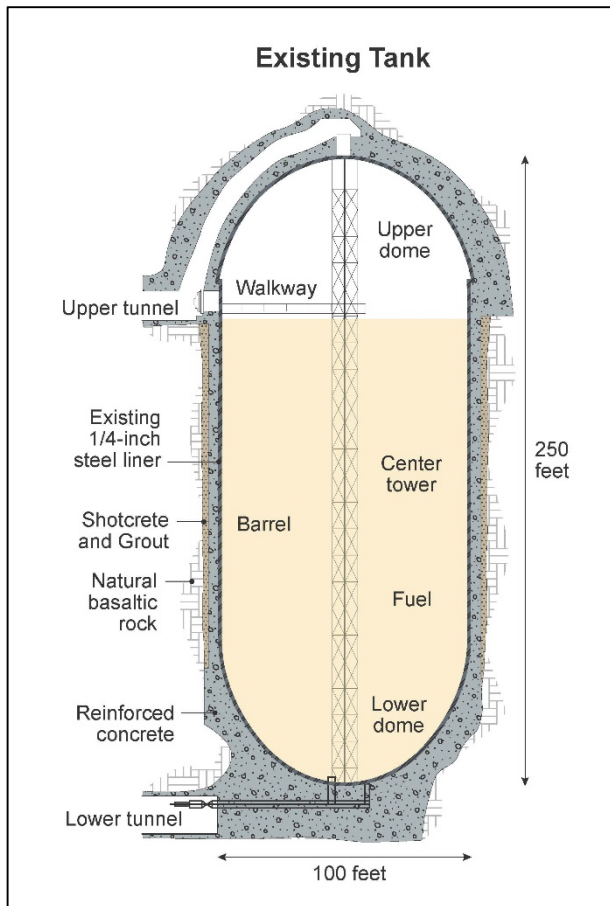 Existing Tank
Upper
dome
Walkway
Upper tunnel
Existing
1/4-inch
steel liner
Center
tower
250
feet
Shotcrete
and Grout
Barrel
Natural
basaltic
rock
Fuel
Reinforced
concrete
Lower
dome
Lower tunnel
100 feet